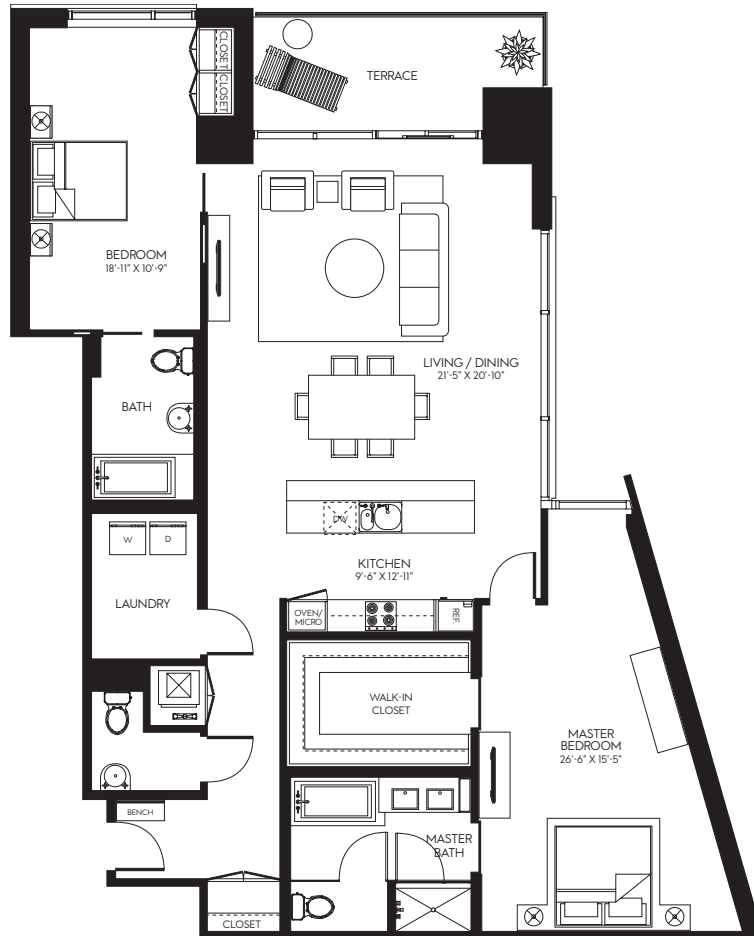 CLOSET
CLOSET
TERRACE
BEDROOM
18'-11" X 10'-9"
LIVING / DINING
21'-5" X 20'-10"
BATH
DW
KITCHEN
9'-6" X 12'-11"
W
D
LAUNDRY
OVEN/
MICRO
REF.
WALK-IN
CLOSET
MASTER
BEDROOM
26'-6" X 15'-5"
BENCH
MASTER
BATH
CLOSET